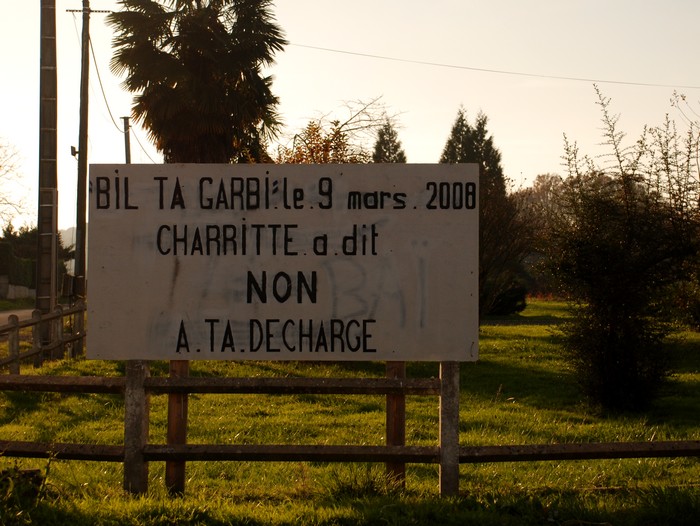 BiL TA GARBi: le. 9 mars. 2008
CHARRiTTE. a. dit
NON
A. TA. DECHARGE